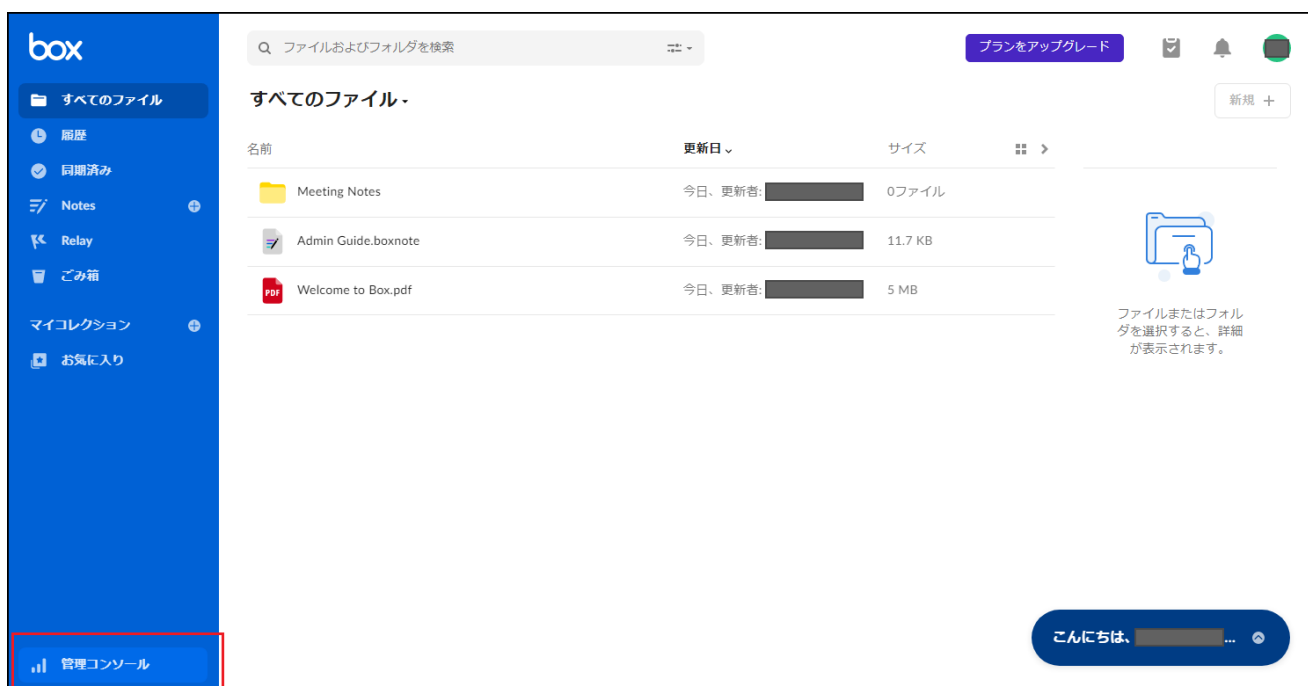 box
ファイルおよびフォルダを検索
プランをアップグレード
すべてのファイル
履歴
同期済み
Notes
Relay
ごみ箱
マイコレクション
お気に入り
管理コンソール
すべてのファイル
新規 +
名前 更新日 サイズ
Meeting Notes 今日、更新者: 0ファイル
Admin Guide.boxnote 今日、更新者: 11.7 KB
PDF Welcome to Box.pdf 今日、更新者: 5 MB
ファイルまたはフォル
ダを選択すると、詳細
が表示されます。
こんにちは、 ...